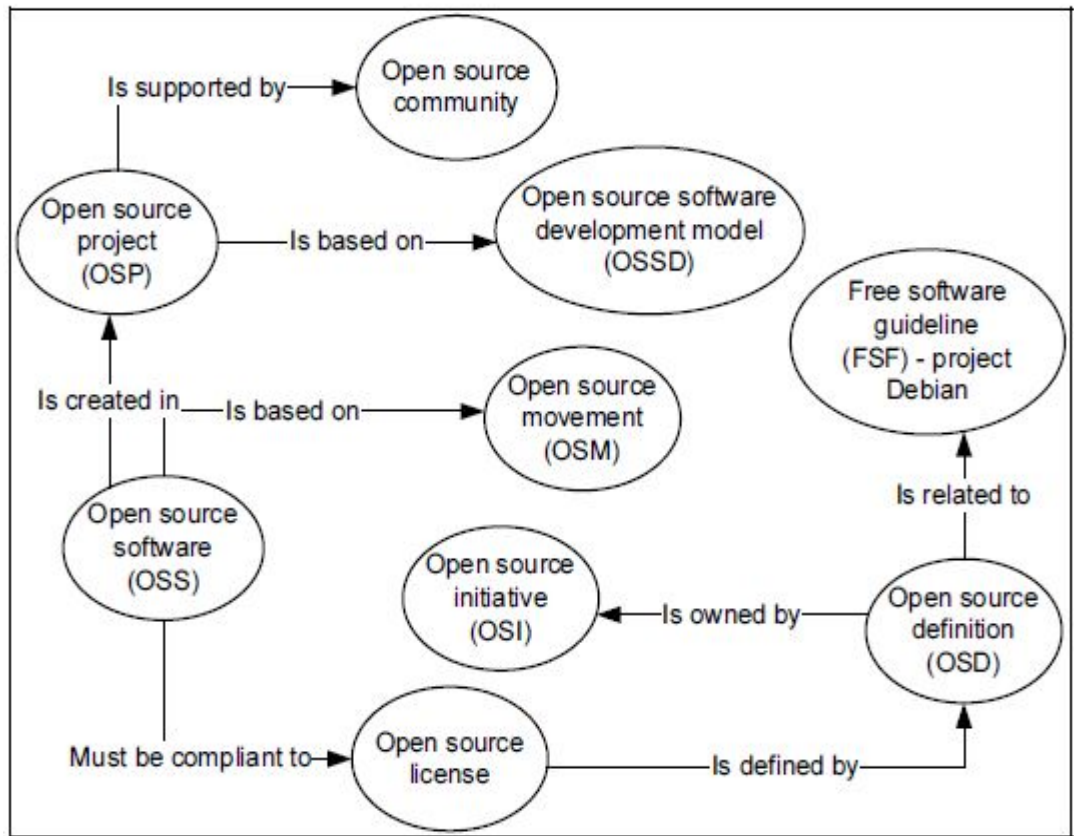 Open source
community
Is supported by
Open source
project
(OSP)
Is based on
Open source software
development model
(OSSD)
Free software
guideline
(FSF) - project
Debian
Is created in
Is based on
Open source
movement
(OSM)
Is related to
Open source
software
(OSS)
Open source
initiative
(OSI)
Is owned by
Open source
definition
(OSD)
Must be compliant to
Open source
license
Is defined by